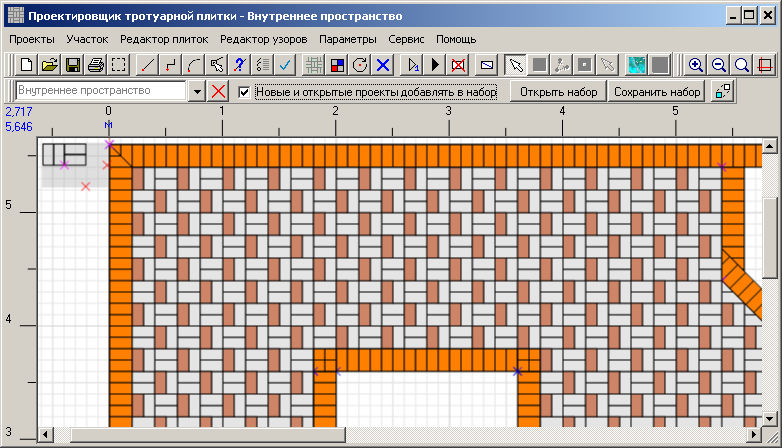 Проектировщик тротуарной плитки - Внутреннее пространство
Проекты Участок Редактор плиток Редактор узоров Параметры Сервис Помощь
Внутреннее пространство Новые и открытые проекты добавлять в набор Открыть набор Сохранить набор
2,717
5,646
0 1 2 3 4 5
м
5
4
3